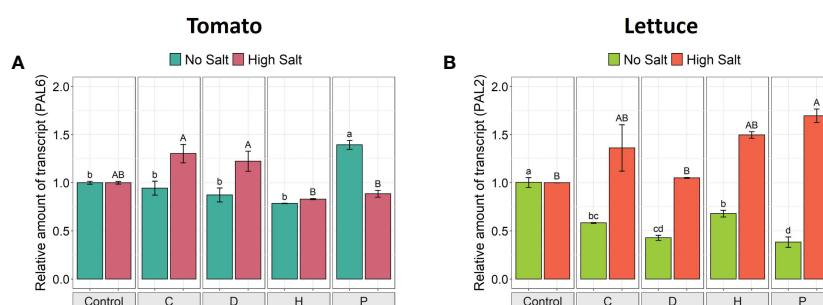 Tomato
A
No Salt High Salt
Relative amount of transcript (PAL6)
2.0
1.5
1.0
0.5
0.0
b AB b A b A b B a B
Control C D H P
Lettuce
B
No Salt High Salt
Relative amount of transcript (PAL2)
2.0
1.5
1.0
0.5
0.0
a B bc AB cd B b AB d A
Control C D H P